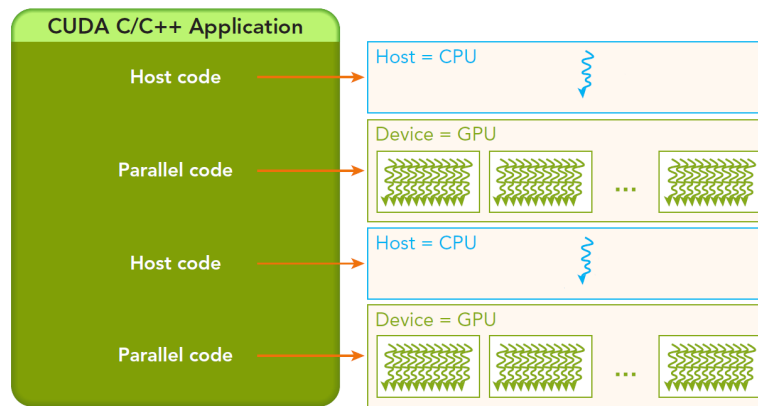 CUDA C/C++ Application
Host code
Host = CPU
Parallel code
Device = GPU
...
Host code
Host = CPU
Parallel code
Device = GPU
...